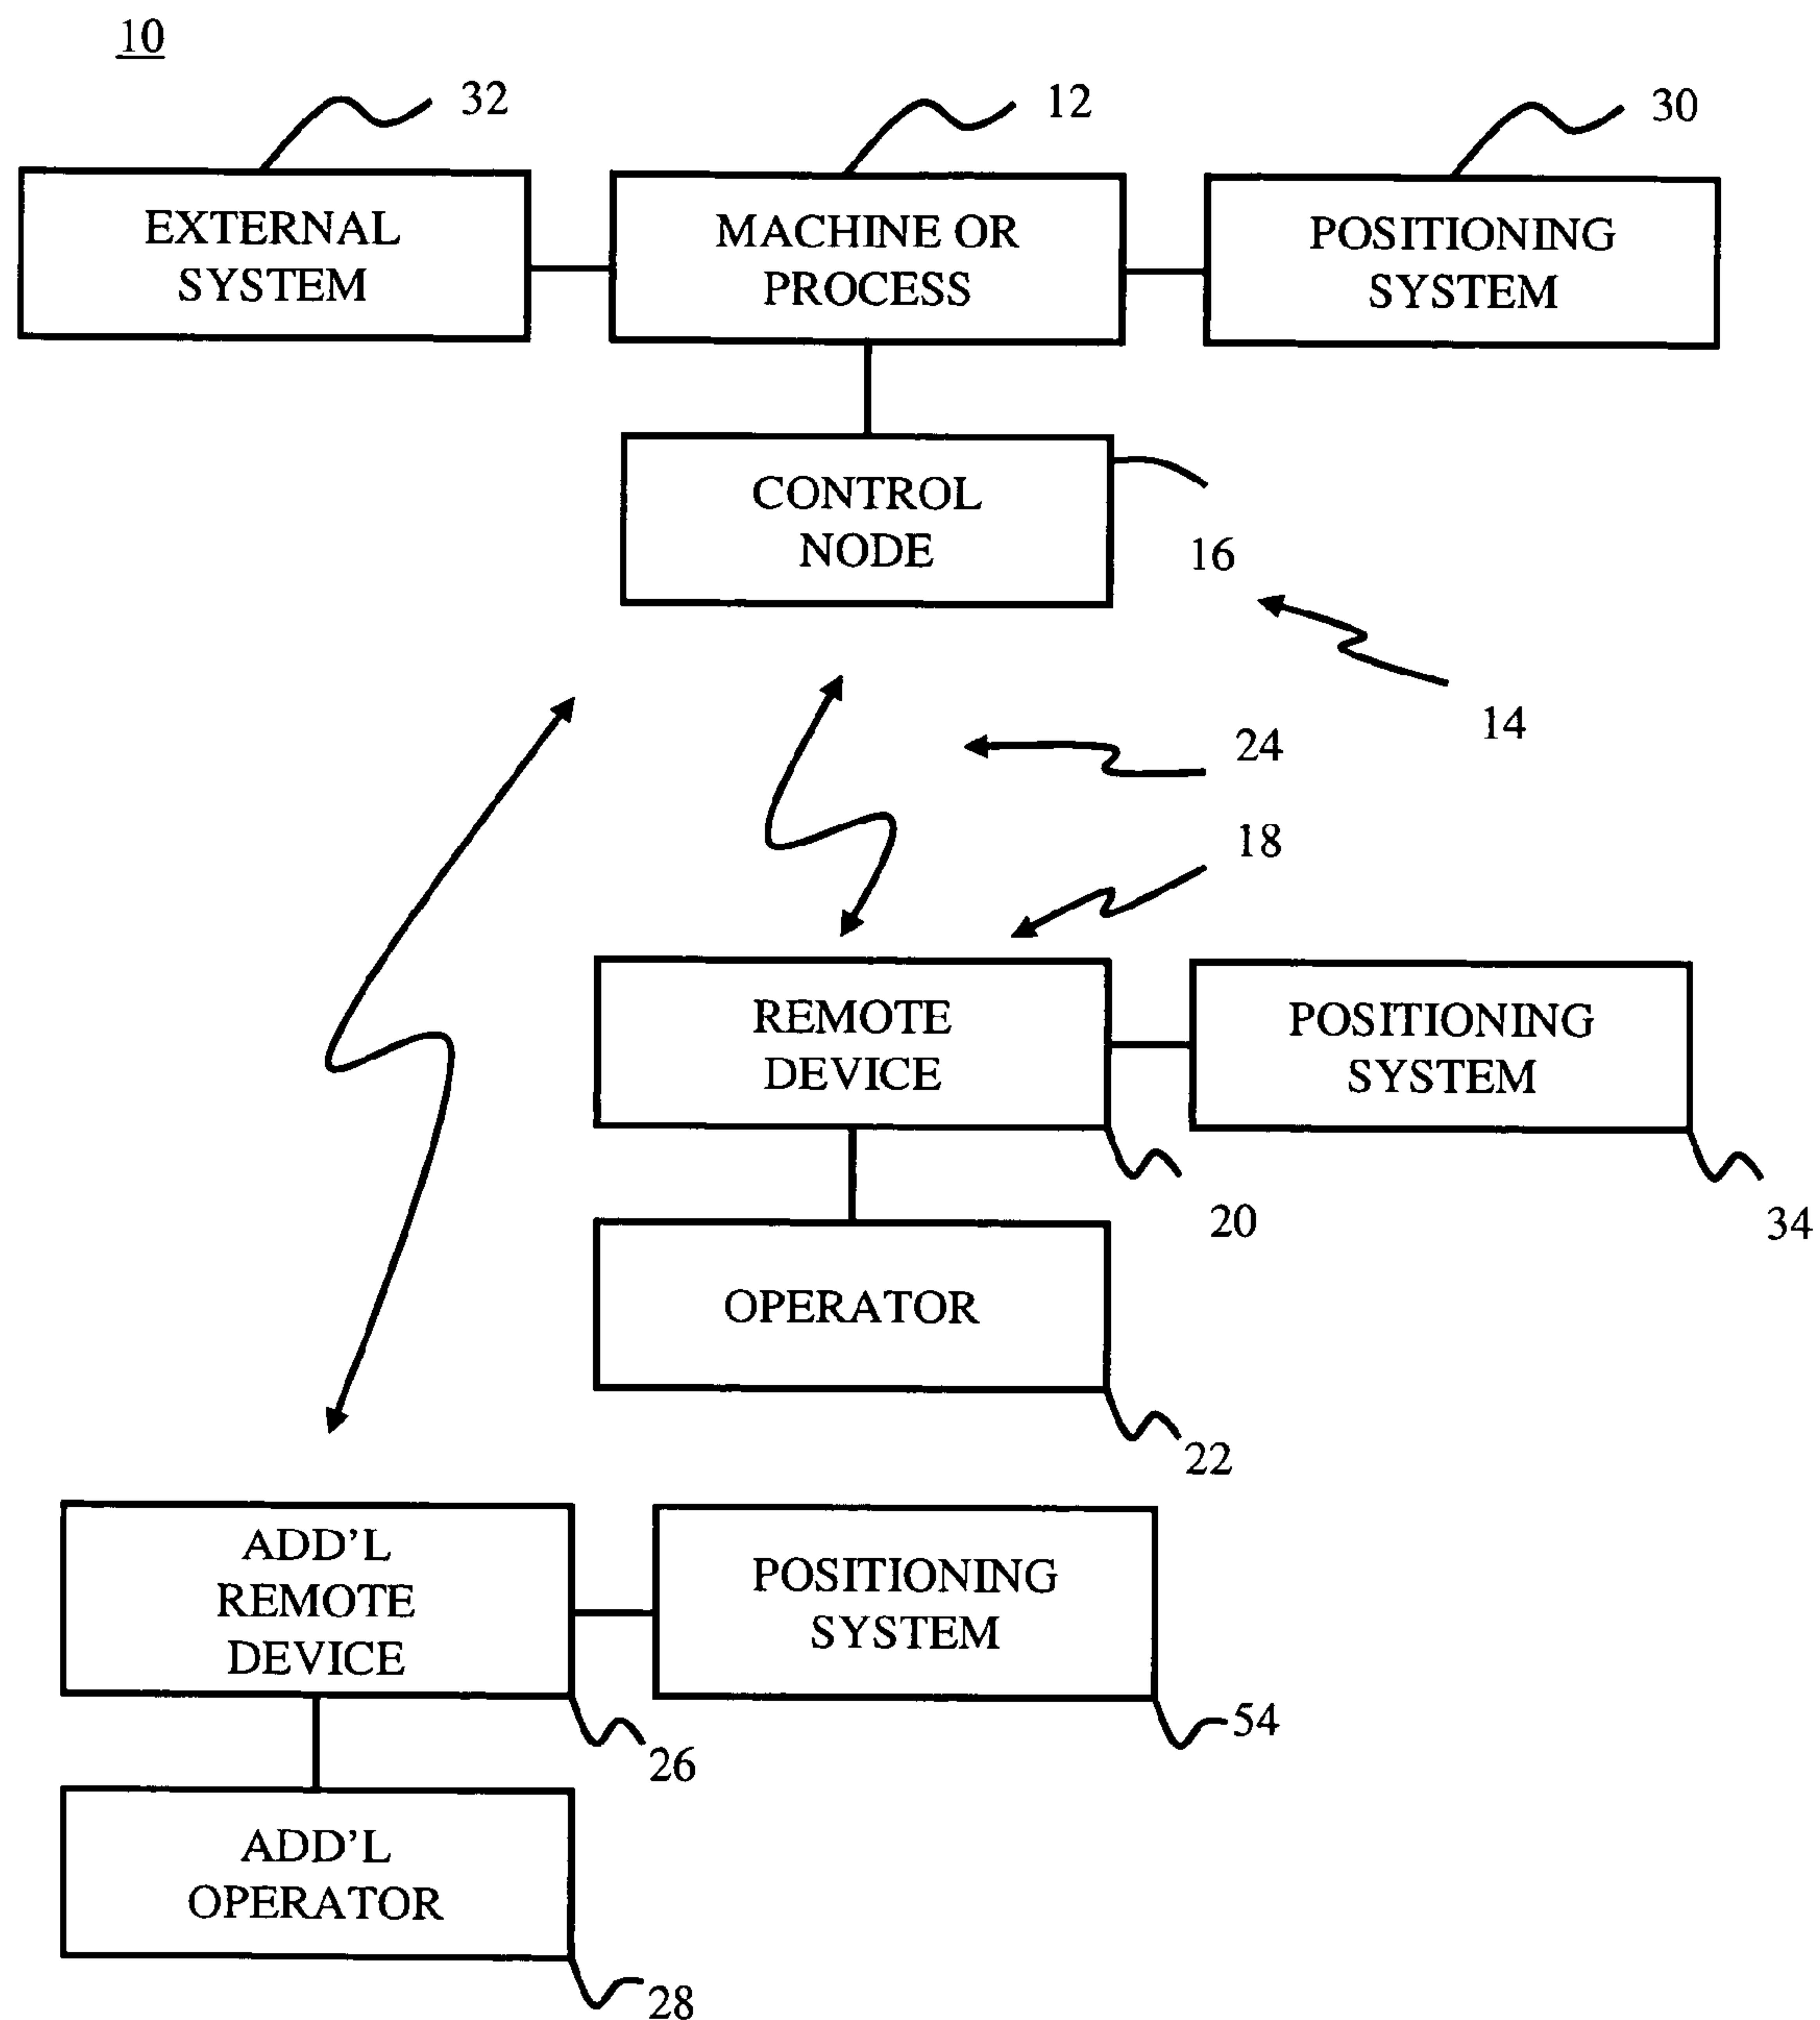 10
32
12
30
EXTERNAL
SYSTEM
MACHINE OR
PROCESS
POSITIONING
SYSTEM
CONTROL
NODE
16
14
24
18
REMOTE
DEVICE
POSITIONING
SYSTEM
20
34
OPERATOR
22
ADD'L
REMOTE
DEVICE
POSITIONING
SYSTEM
54
26
ADD'L
OPERATOR
28